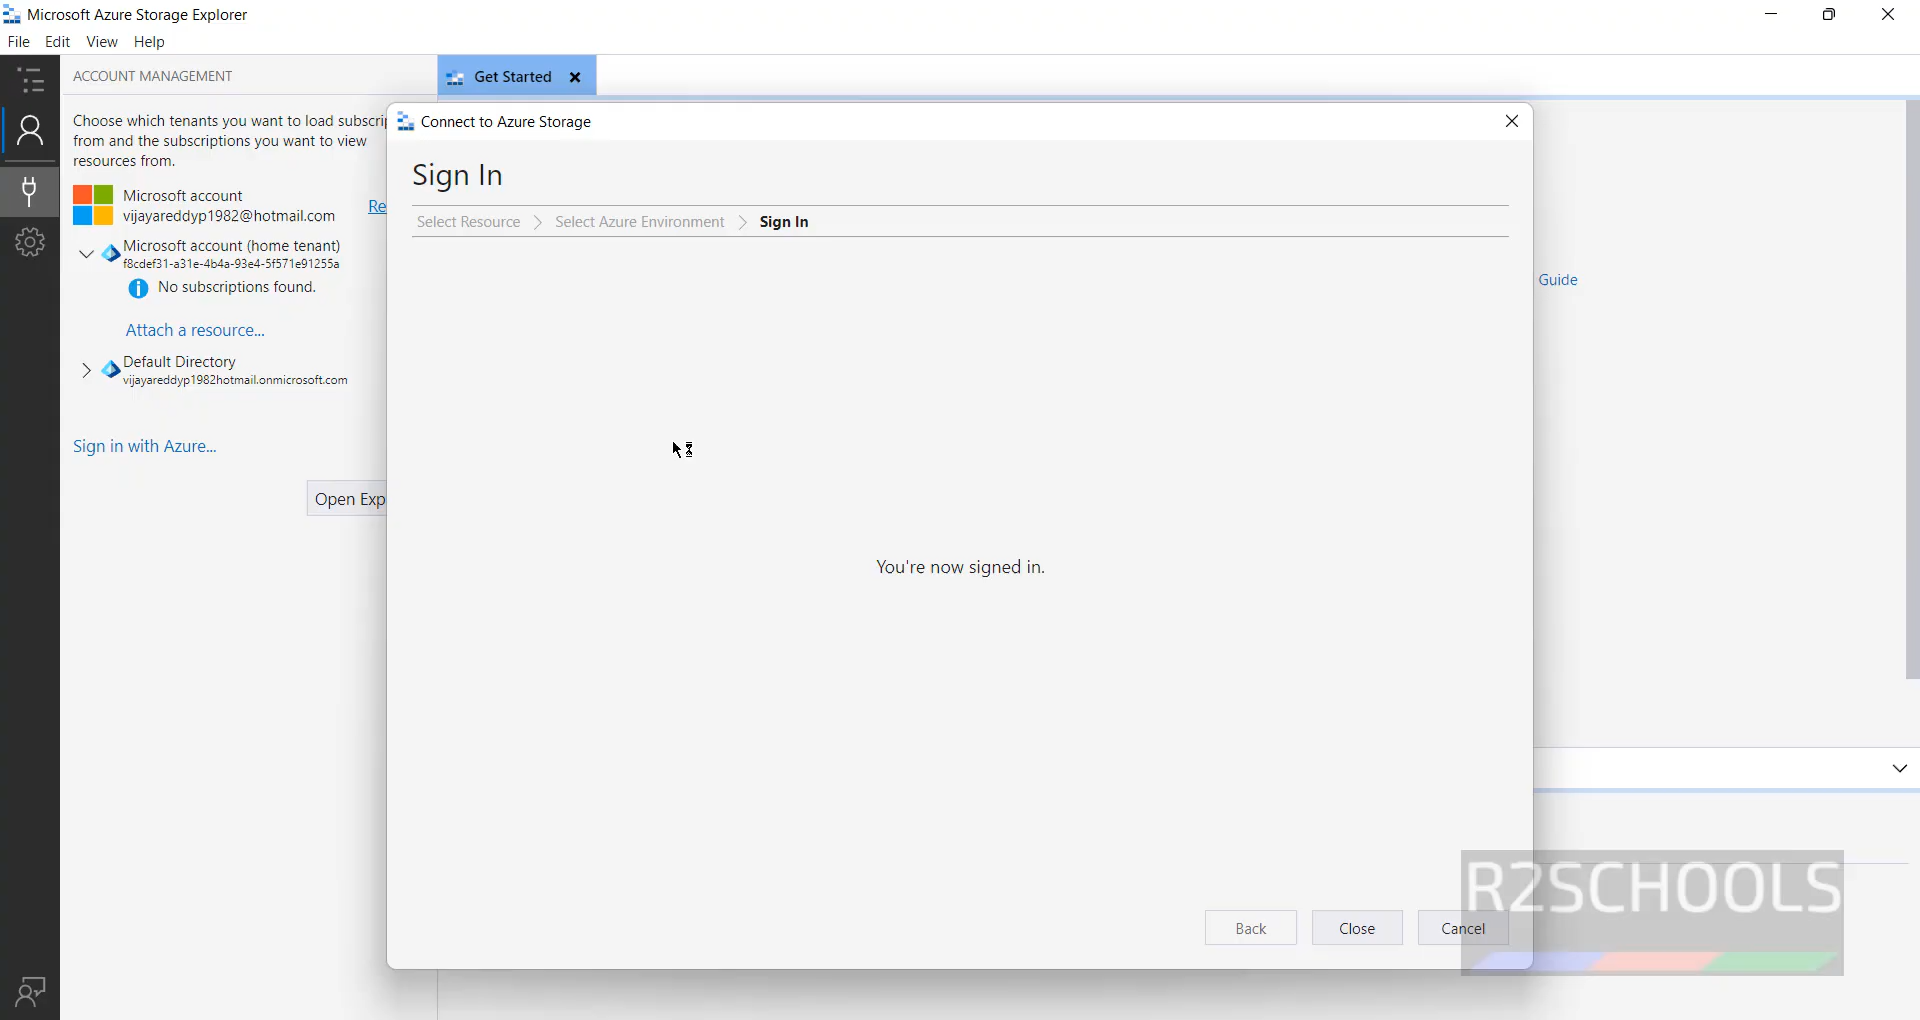 Microsoft Azure Storage Explorer
File Edit View Help
ACCOUNT MANAGEMENT
Get Started
Choose which tenants you want to load subscrip
from and the subscriptions you want to view
resources from.
Microsoft account
vijayareddyp1982@hotmail.com
Re
Microsoft account (home tenant)
f8cdef31-a31e-4b4a-93e4-5f571e91255a
No subscriptions found.
Attach a resource...
Default Directory
vijayareddyp1982hotmail.onmicrosoft.com
Sign in with Azure...
Open Exp
Connect to Azure Storage
Sign In
Select Resource > Select Azure Environment > Sign In
You're now signed in.
Back Close Cancel
Guide
R2SCHOOLS